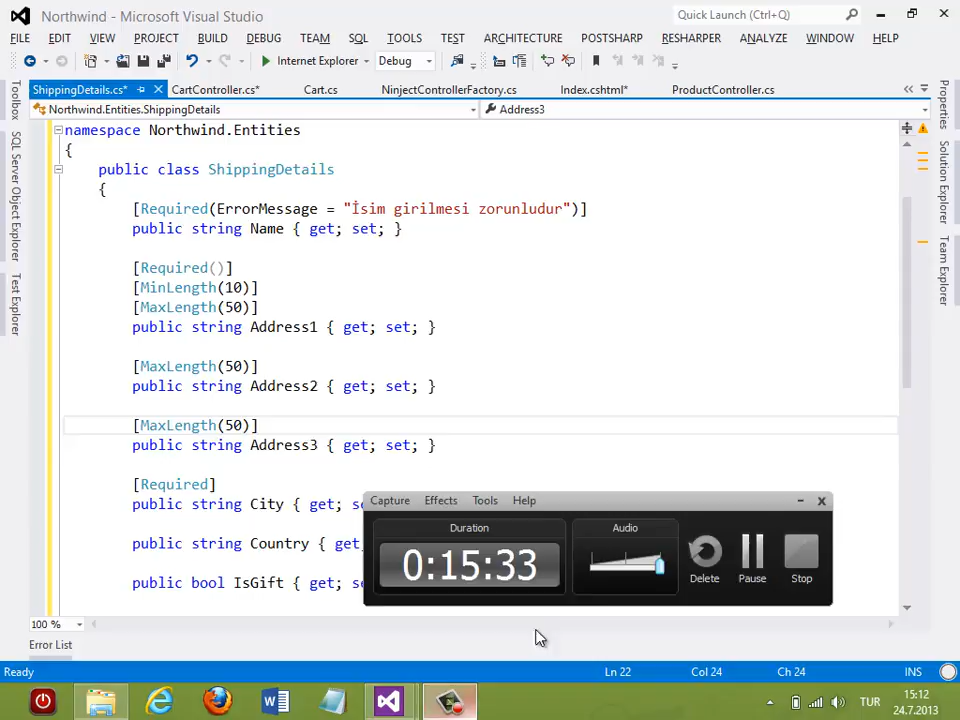 Northwind - Microsoft Visual Studio
Quick Launch (Ctrl+Q)
FILE EDIT VIEW PROJECT BUILD DEBUG TEAM SQL TOOLS TEST ARCHITECTURE POSTSHARP RESHARPER ANALYZE WINDOW HELP
Internet Explorer Debug
ShippingDetails.cs* CartController.cs* Cart.cs NinjectControllerFactory.cs Index.cshtml* ProductController.cs
Northwind.Entities.ShippingDetails Address3
Toolbox
SQL Server Object Explorer
Test Explorer
Properties
Solution Explorer
Team Explorer
namespace Northwind.Entities
{
public class ShippingDetails
{
[Required(ErrorMessage = "İsim girilmesi zorunludur")]
public string Name { get; set; }
[Required()]
[MinLength(10)]
[MaxLength(50)]
public string Address1 { get; set; }
[MaxLength(50)]
public string Address2 { get; set; }
[MaxLength(50)]
public string Address3 { get; set; }
[Required]
public string City { get; se
public string Country { get;
public bool IsGift { get; se
Capture Effects Tools Help
Duration Audio
0:15:33
Delete Pause Stop
100 %
Error List
Ready Ln 22 Col 24 Ch 24 INS
TUR
15:12
24.7.2013